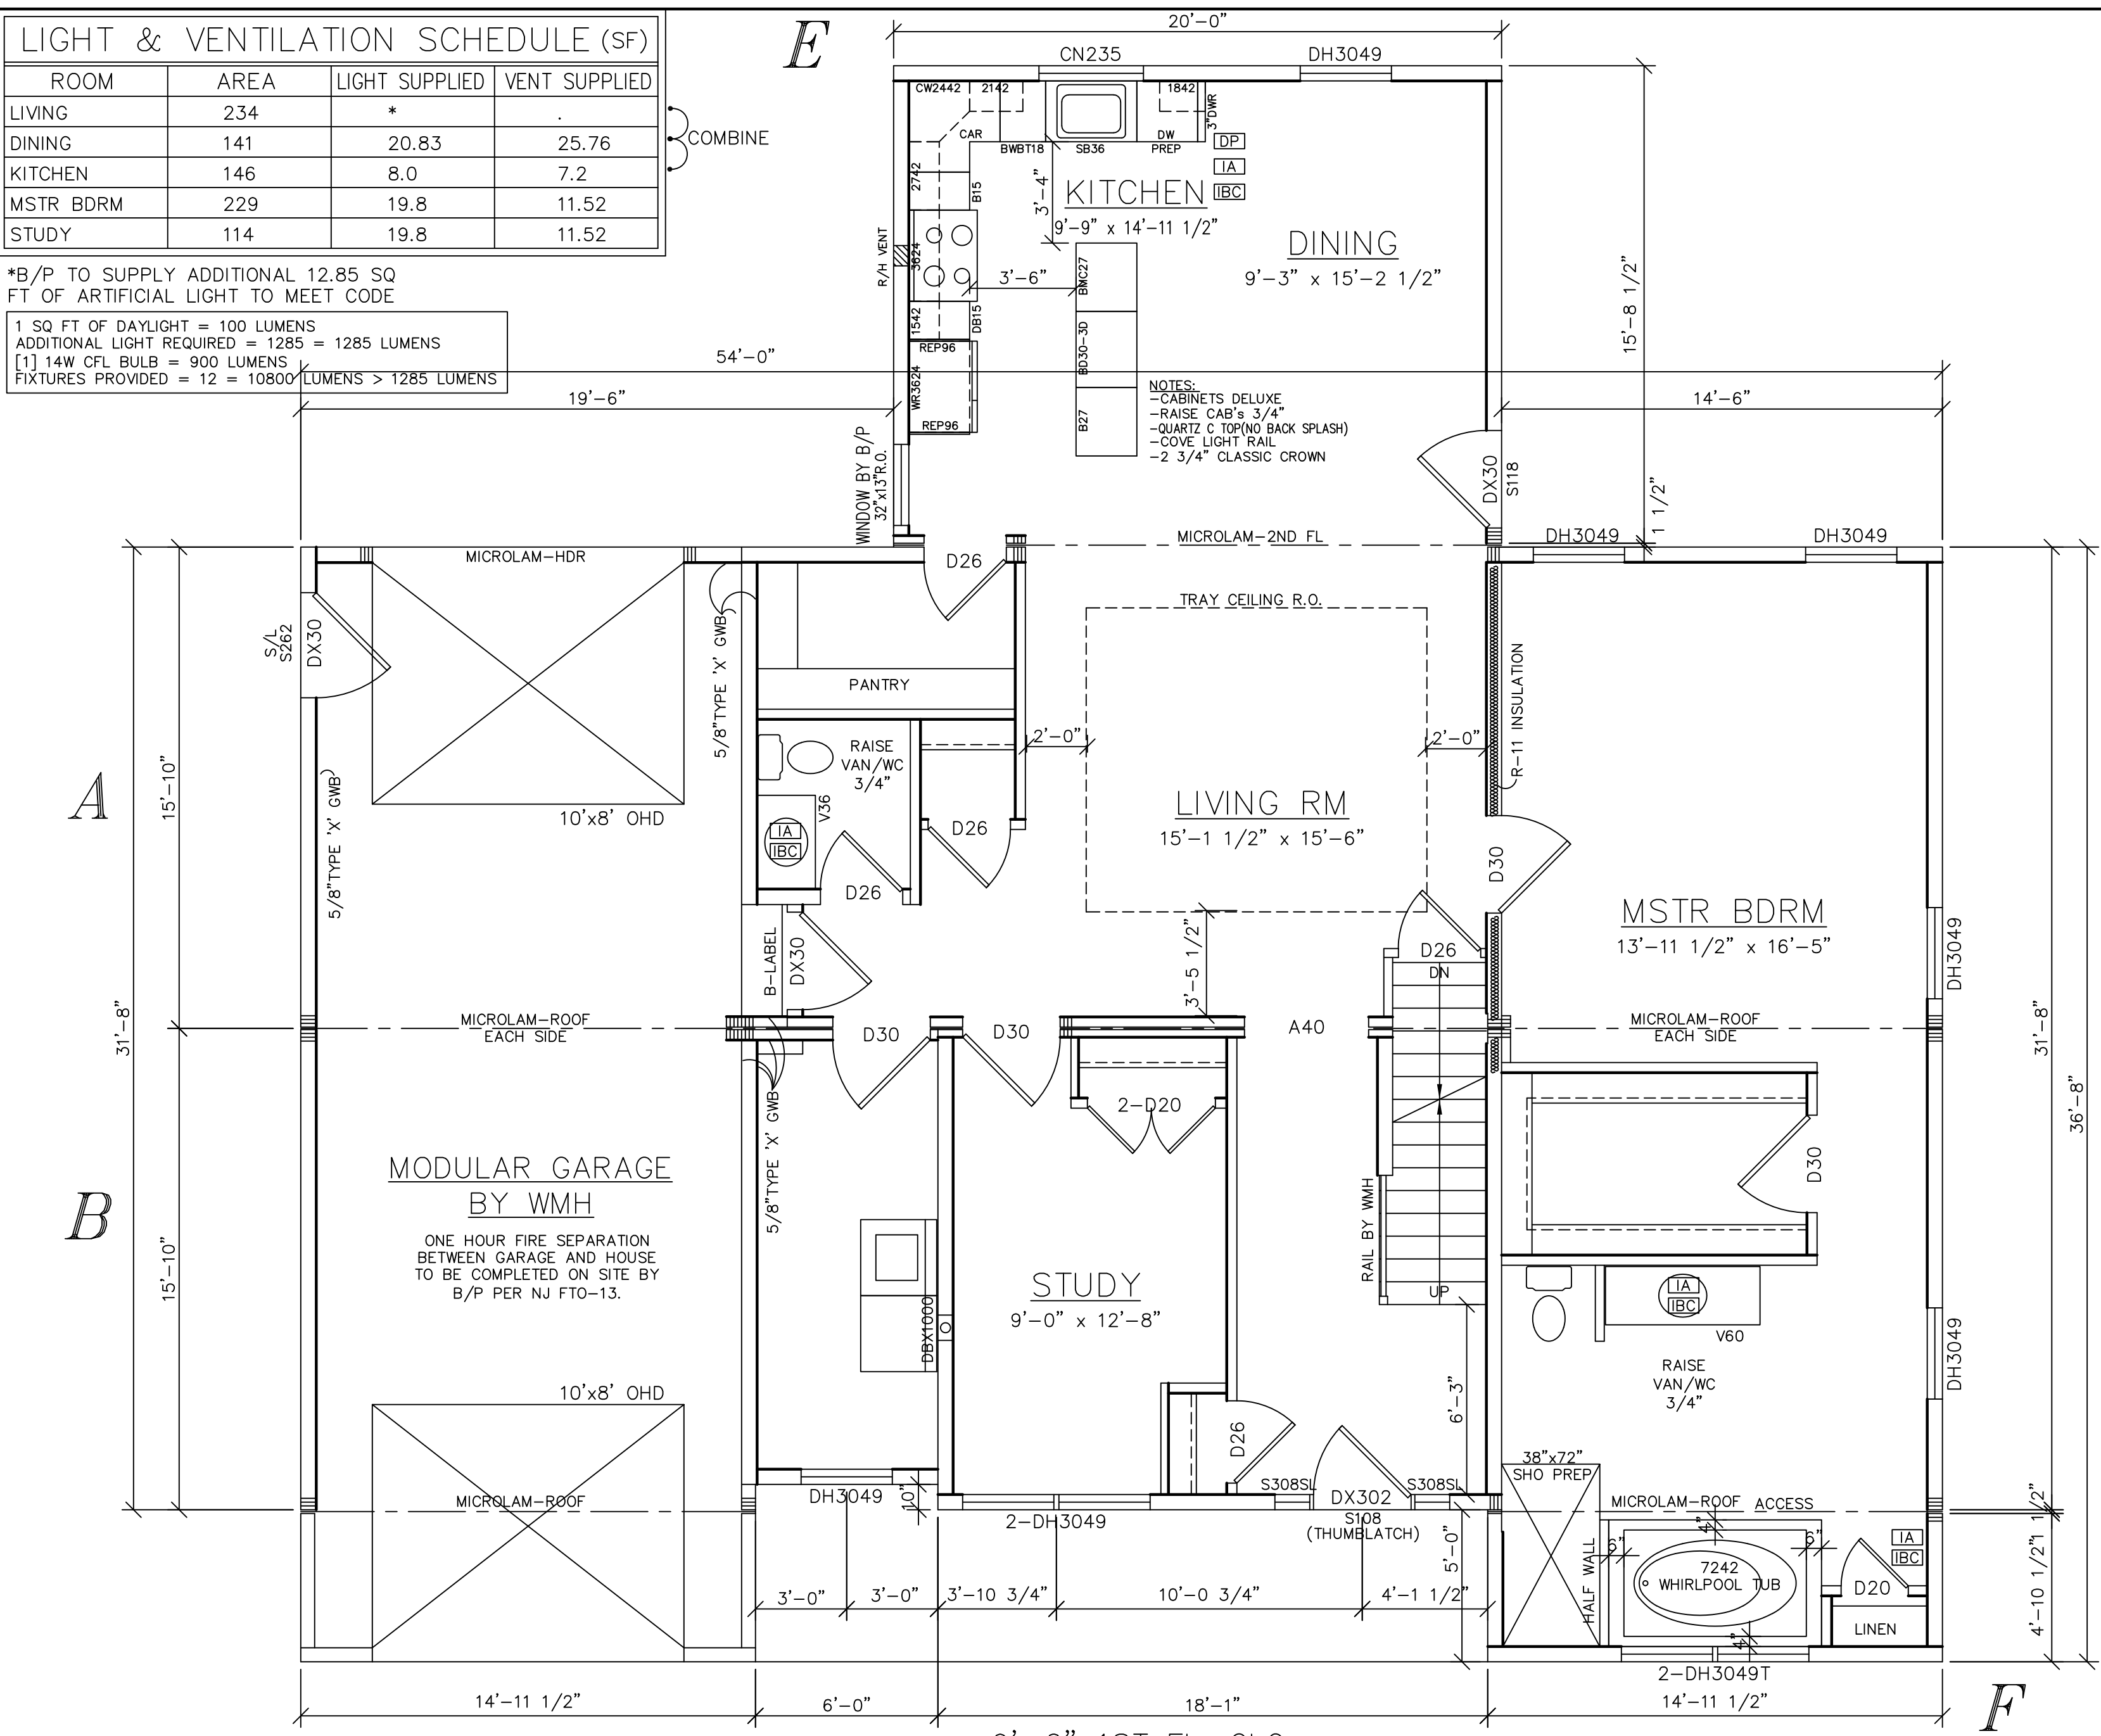 LIGHT & VENTILATION SCHEDULE (SF)
ROOM AREA LIGHT SUPPLIED VENT SUPPLIED
LIVING 234 * .
DINING 141 20.83 25.76
KITCHEN 146 8.0 7.2
MSTR BDRM 229 19.8 11.52
STUDY 114 19.8 11.52
COMBINE
*B/P TO SUPPLY ADDITIONAL 12.85 SQ
FT OF ARTIFICIAL LIGHT TO MEET CODE
1 SQ FT OF DAYLIGHT = 100 LUMENS
ADDITIONAL LIGHT REQUIRED = 1285 = 1285 LUMENS
[1] 14W CFL BULB = 900 LUMENS
FIXTURES PROVIDED = 12 = 10800 LUMENS > 1285 LUMENS
E
20'-0"
CN235
DH3049
CW2442
2142
1842
3"DWR
CAR
DW
BWBT18
SB36
PREP
DP
IA
IBC
2742
B15
3'-4"
KITCHEN
9'-9" x 14'-11 1/2"
DINING
9'-3" x 15'-2 1/2"
R/H VENT
3624
3'-6"
BMC27
1542
DB15
REP96
BD30-3D
WR3624
REP96
B27
NOTES:
-CABINETS DELUXE
-RAISE CAB's 3/4"
-QUARTZ C TOP(NO BACK SPLASH)
-COVE LIGHT RAIL
-2 3/4" CLASSIC CROWN
15'-8 1/2"
54'-0"
19'-6"
14'-6"
WINDOW BY B/P
32"x13"R.O.
DX30
S118
1 1/2"
MICROLAM-2ND FL
DH3049
DH3049
MICROLAM-HDR
D26
S/L
S262
DX30
5/8"TYPE 'X' GWB
TRAY CEILING R.O.
R-11 INSULATION
PANTRY
2'-0"
2'-0"
RAISE
VAN/WC
3/4"
V36
IA
IBC
A
15'-10"
5/8"TYPE 'X' GWB
10'x8' OHD
D26
D26
LIVING RM
15'-1 1/2" x 15'-6"
D30
MSTR BDRM
13'-11 1/2" x 16'-5"
DH3049
B-LABEL
DX30
3'-5 1/2"
D26
DN
31'-8"
MICROLAM-ROOF
EACH SIDE
D30
D30
A40
MICROLAM-ROOF
EACH SIDE
31'-8"
36'-8"
5/8"TYPE 'X' GWB
2-D20
D30
B
15'-10"
MODULAR GARAGE
BY WMH
ONE HOUR FIRE SEPARATION
BETWEEN GARAGE AND HOUSE
TO BE COMPLETED ON SITE BY
B/P PER NJ FTO-13.
RAIL BY WMH
UP
STUDY
9'-0" x 12'-8"
DBX1000
IA
IBC
V60
DH3049
RAISE
VAN/WC
3/4"
10'x8' OHD
6'-3"
D26
38"x72"
SHO PREP
MICROLAM-ROOF
DH3049
10"
2-DH3049
S308SL
DX302
S308SL
S108
(THUMBLATCH)
MICROLAM-ROOF
ACCESS
1 1/2"
5'-0"
HALF WALL
6"
4"
6"
7242
WHIRLPOOL TUB
4"
IA
IBC
D20
LINEN
4'-10 1/2"
3'-0"
3'-0"
3'-10 3/4"
10'-0 3/4"
4'-1 1/2"
2-DH3049T
14'-11 1/2"
6'-0"
18'-1"
14'-11 1/2"
F